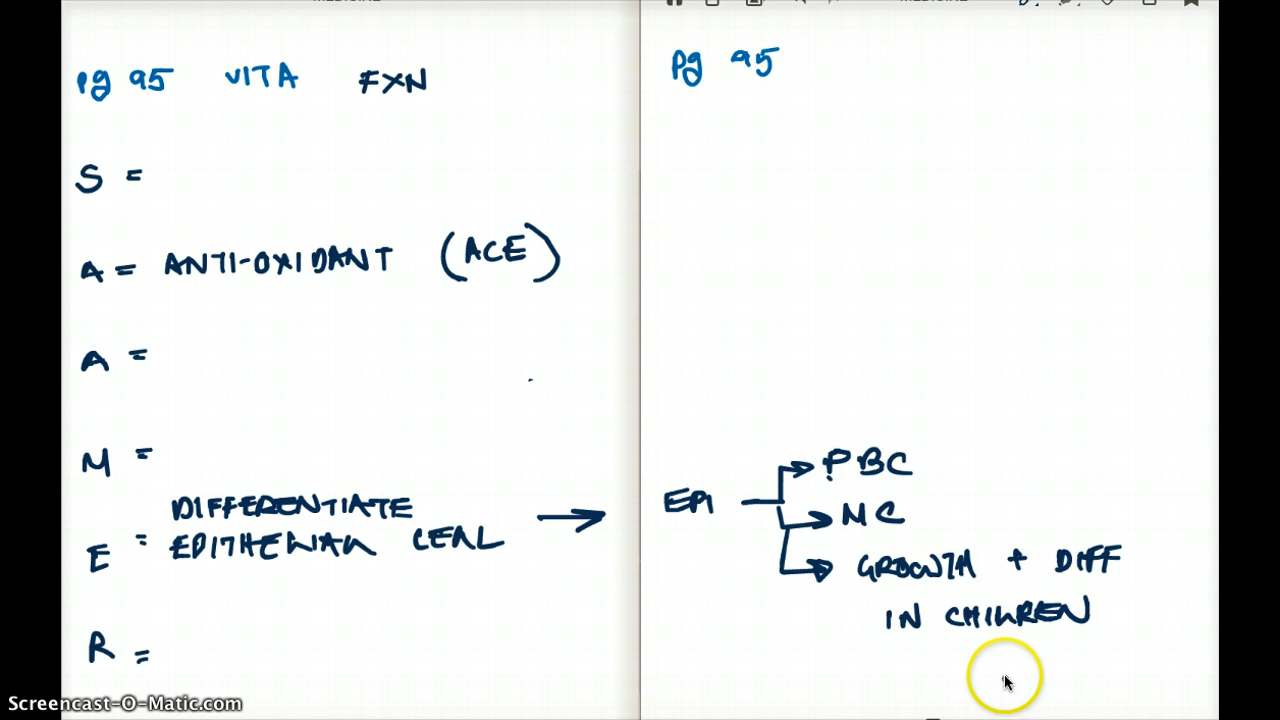 pg 95 VITA FXN
S =
A = ANTI-OXIDANT (ACE)
A =
M =
DIFFERENTIATE
E = EPITHELIAL CELL
R =
pg 95
EPI
PBC
MC
GROWTH + DIFF
IN CHILDREN
Screencast-O-Matic.com